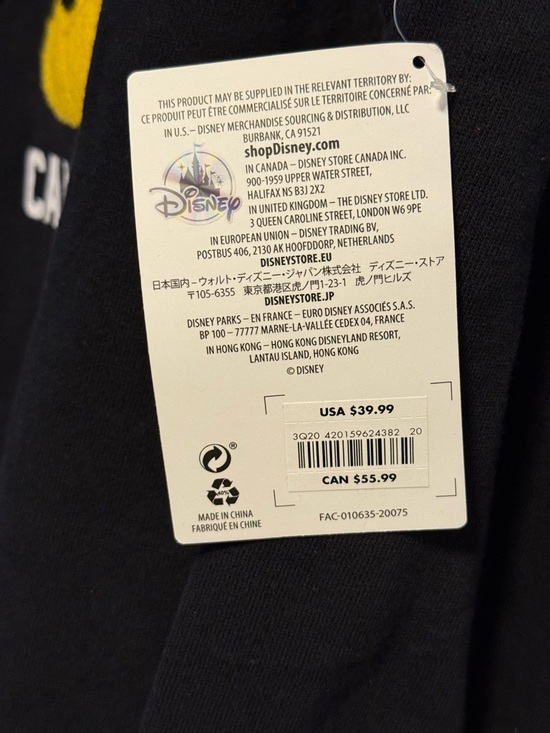 CA
THIS PRODUCT MAY BE SUPPLIED IN THE RELEVANT TERRITORY BY:
CE PRODUIT PEUT ÊTRE COMMERCIALISÉ SUR LE TERRITOIRE CONCERNÉ PAR:
IN U.S. – DISNEY MERCHANDISE SOURCING & DISTRIBUTION, LLC
BURBANK, CA 91521
shopDisney.com
Disney
IN CANADA – DISNEY STORE CANADA INC.
900-1959 UPPER WATER STREET,
HALIFAX NS B3J 2X2
IN UNITED KINGDOM – THE DISNEY STORE LTD.
3 QUEEN CAROLINE STREET, LONDON W6 9PE
IN EUROPEAN UNION – DISNEY TRADING BV,
POSTBUS 406, 2130 AK HOOFDDORP, NETHERLANDS
DISNEYSTORE.EU
日本国内 – ウォルト・ディズニー・ジャパン株式会社 ディズニー・ストア
〒105-6355 東京都港区虎ノ門1-23-1 虎ノ門ヒルズ
DISNEYSTORE.JP
DISNEY PARKS – EN FRANCE – EURO DISNEY ASSOCIÉS S.A.S.
BP 100 – 77777 MARNE-LA-VALLÉE CEDEX 04, FRANCE
IN HONG KONG – HONG KONG DISNEYLAND RESORT,
LANTAU ISLAND, HONG KONG
© DISNEY
USA $39.99
3Q20 420159624382 20
CAN $55.99
®
40%
MADE IN CHINA
FABRIQUÉ EN CHINE
FAC-010635-20075